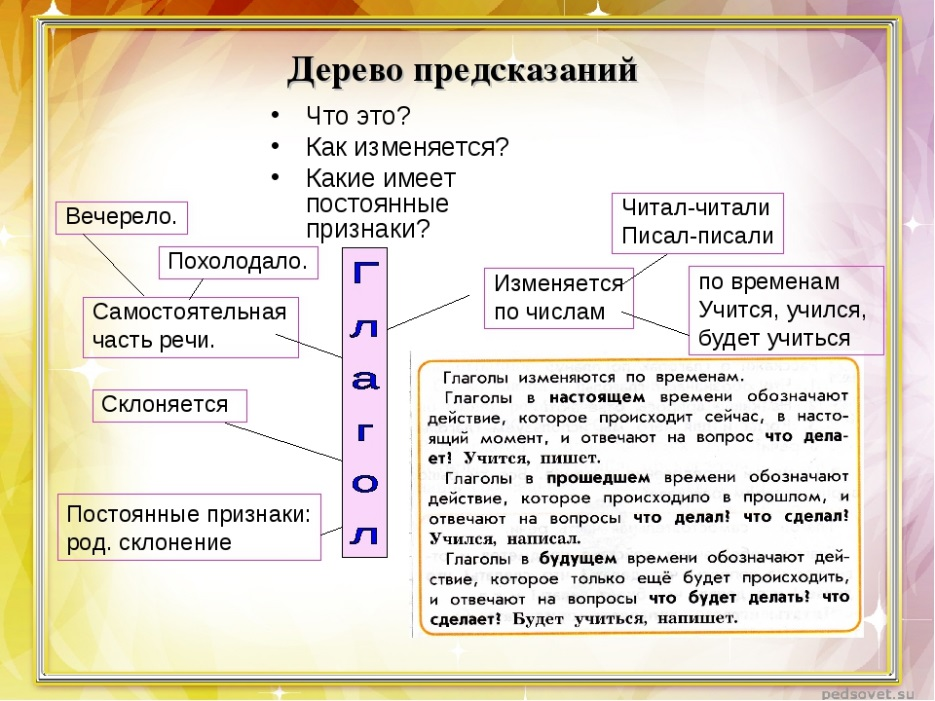 Дерево предсказаний
• Что это?
• Как изменяется?
• Какие имеет
постоянные
признаки?
Вечерело.
Похолодало.
Самостоятельная
часть речи.
Склоняется
Постоянные признаки:
род. склонение
Глагол
Изменяется
по числам
Читал-читали
Писал-писали
по временам
Учится, учился,
будет учиться
Глаголы изменяются по временам.
Глаголы в настоящем времени обозначают
действие, которое происходит сейчас, в насто-
ящий момент, и отвечают на вопрос что дела-
ет? Учится, пишет.
Глаголы в прошедшем времени обозначают
действие, которое происходило в прошлом, и
отвечают на вопросы что делал? что сделал?
Учился, написал.
Глаголы в будущем времени обозначают дей-
ствие, которое только ещё будет происходить,
и отвечают на вопросы что будет делать? что
сделает? Будет учиться, напишет.
pedsovet.su